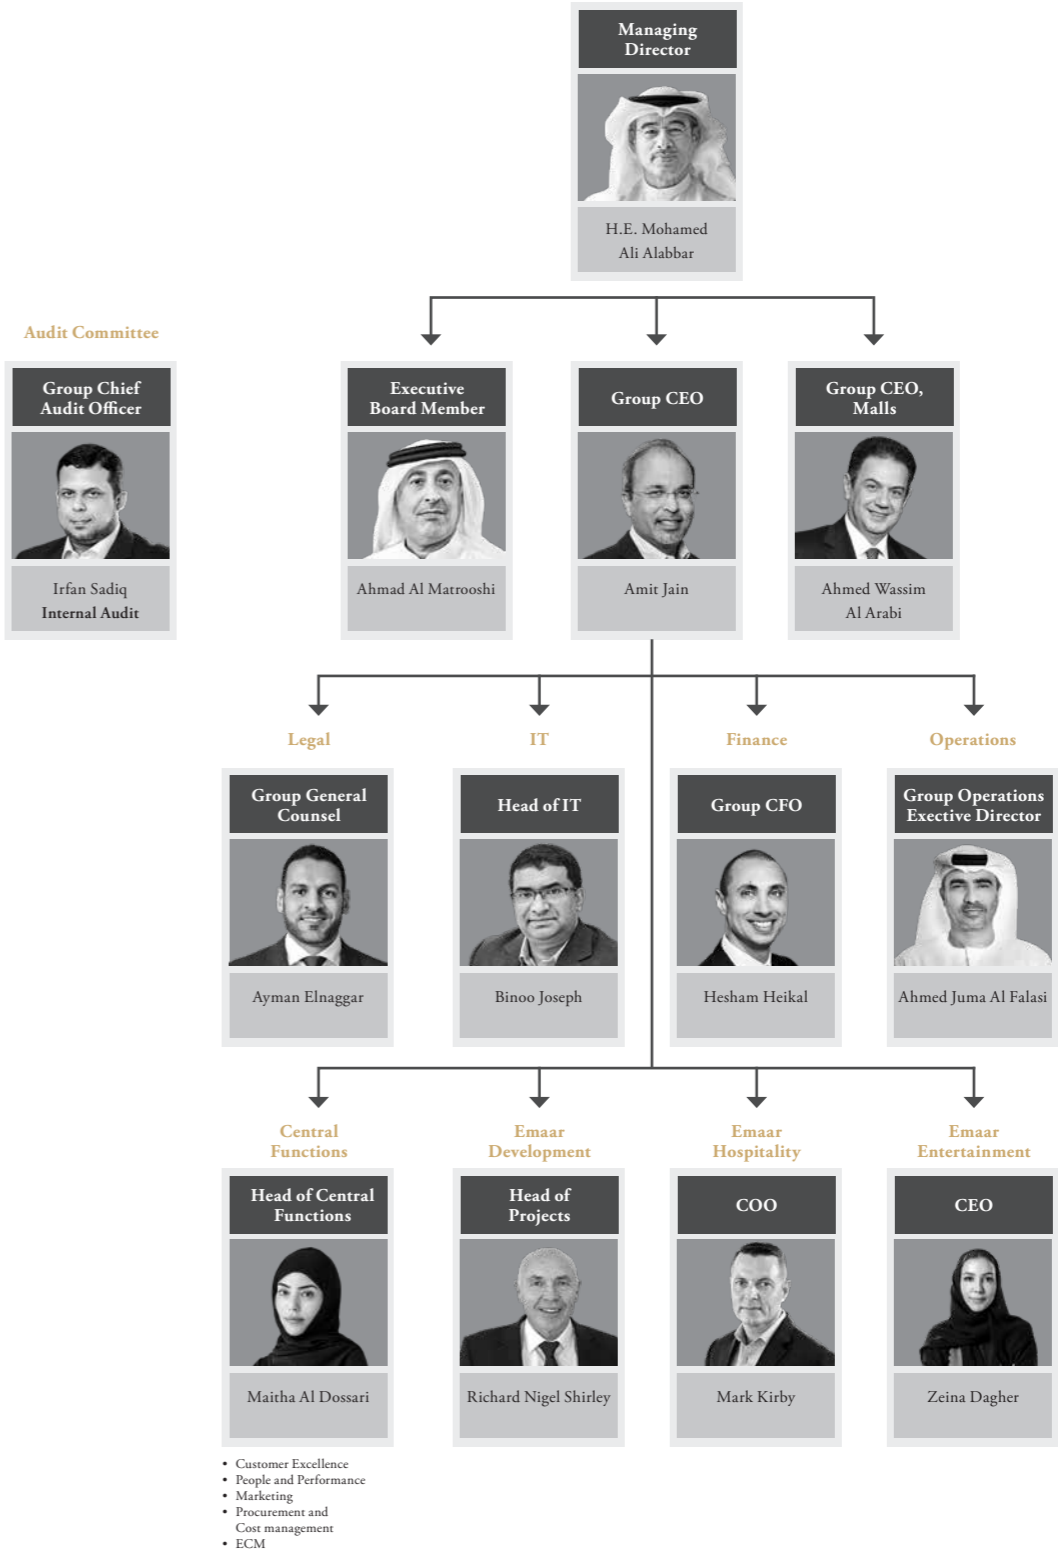 Managing
Director
H.E. Mohamed
Ali Alabbar
Audit Committee
Group Chief
Audit Officer
Irfan Sadiq
Internal Audit
Executive
Board Member
Ahmad Al Matrooshi
Group CEO
Amit Jain
Group CEO,
Malls
Ahmed Wassim
Al Arabi
Legal
Group General
Counsel
Ayman Elnaggar
IT
Head of IT
Binoo Joseph
Finance
Group CFO
Hesham Heikal
Operations
Group Operations
Exective Director
Ahmed Juma Al Falasi
Central
Functions
Head of Central
Functions
Maitha Al Dossari
• Customer Excellence
• People and Performance
• Marketing
• Procurement and
Cost management
• ECM
Emaar
Development
Head of
Projects
Richard Nigel Shirley
Emaar
Hospitality
COO
Mark Kirby
Emaar
Entertainment
CEO
Zeina Dagher